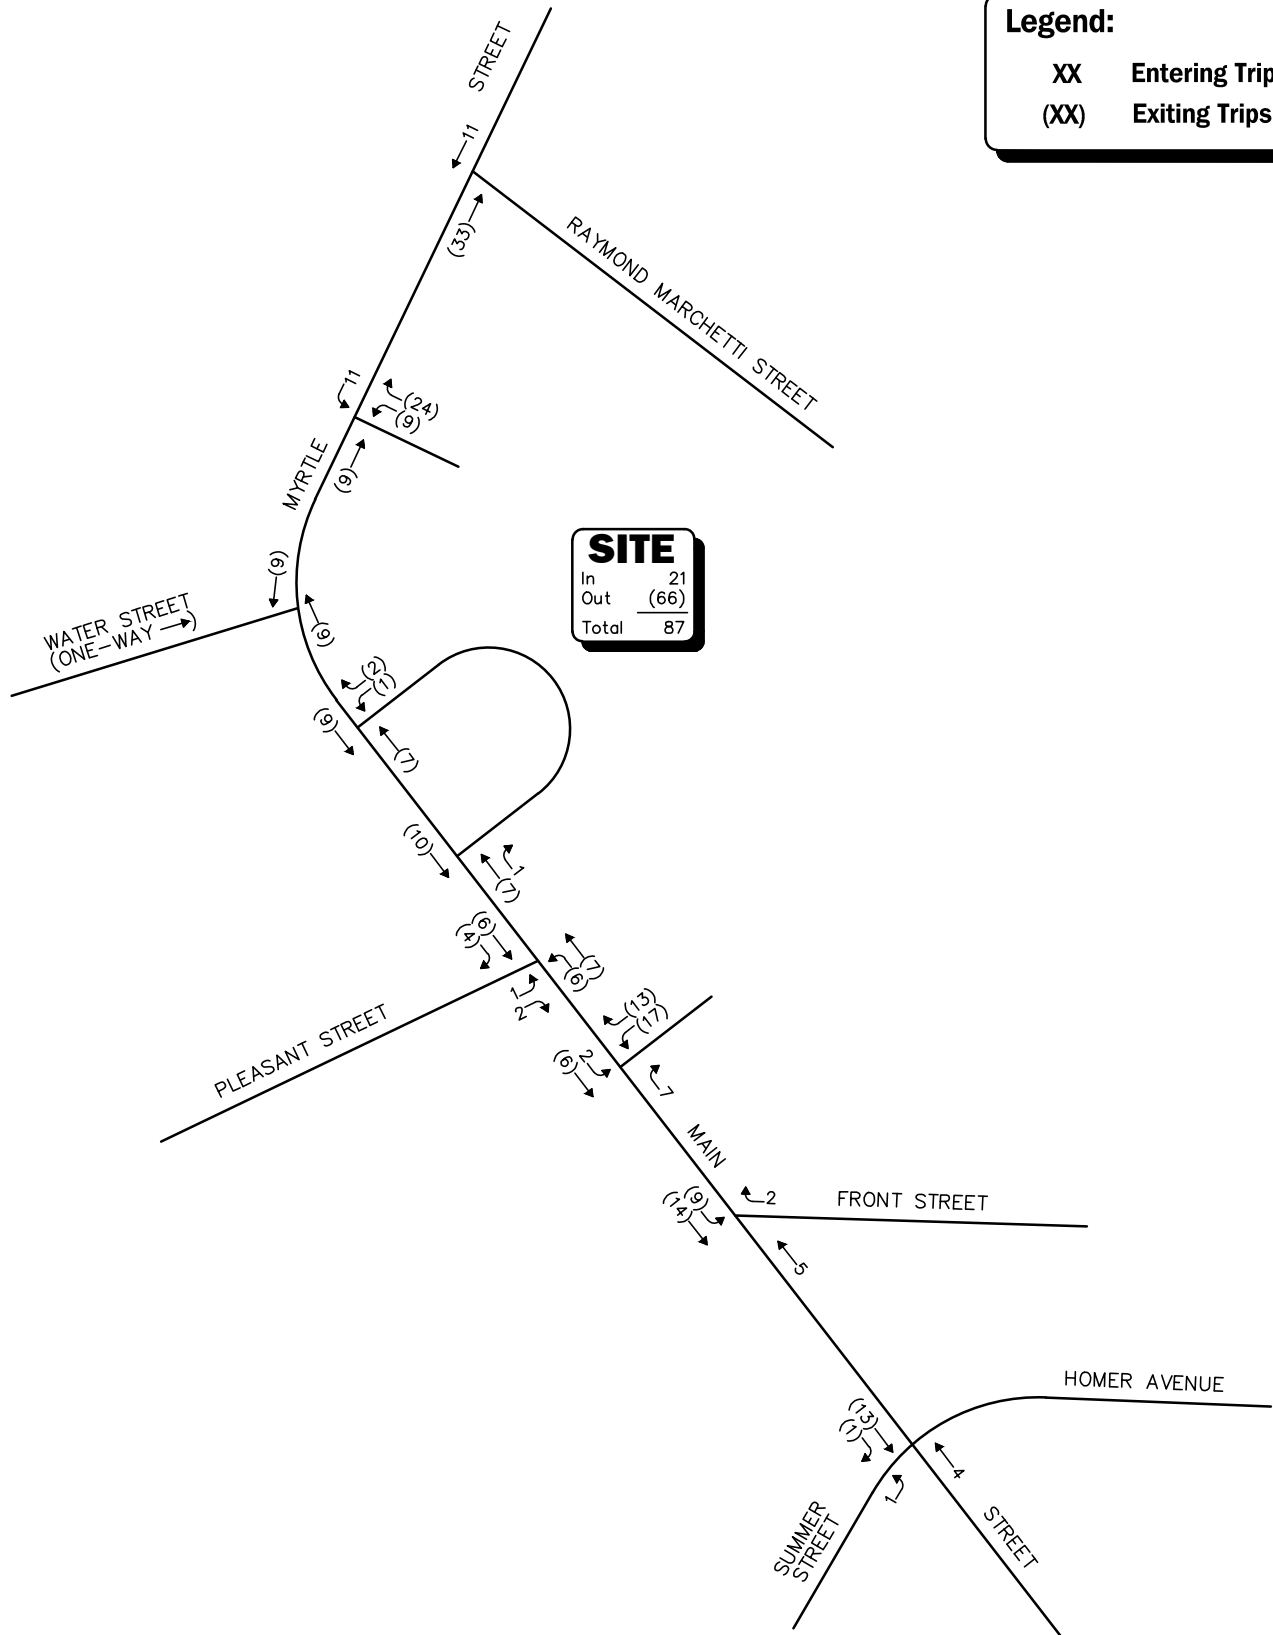 Legend:
XX Entering Trip
(XX) Exiting Trips
STREET
11
(33)
RAYMOND MARCHETTI STREET
11
(24)
(9)
MYRTLE
(9)
(9)
WATER STREET
(ONE-WAY →)
(9)
SITE
In 21
Out (66)
Total 87
(2)
(1)
(9)
(7)
(10)
1
(7)
(6)
(4)
(7)
(6)
1
2
PLEASANT STREET
(13)
(17)
2
(6)
7
MAIN
(9)
(14)
2
FRONT STREET
5
HOMER AVENUE
(13)
(1)
4
1
SUMMER
STREET
STREET